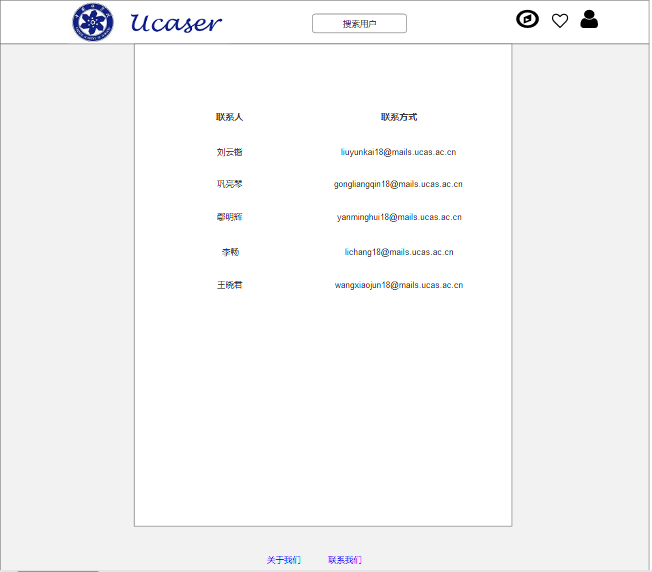 Ucaser
搜索用户
联系人 联系方式
刘云锴 liuyunkai18@mails.ucas.ac.cn
巩亮琴 gongliangqin18@mails.ucas.ac.cn
鄢明辉 yanminghui18@mails.ucas.ac.cn
李畅 lichang18@mails.ucas.ac.cn
王晓君 wangxiaojun18@mails.ucas.ac.cn
关于我们 联系我们